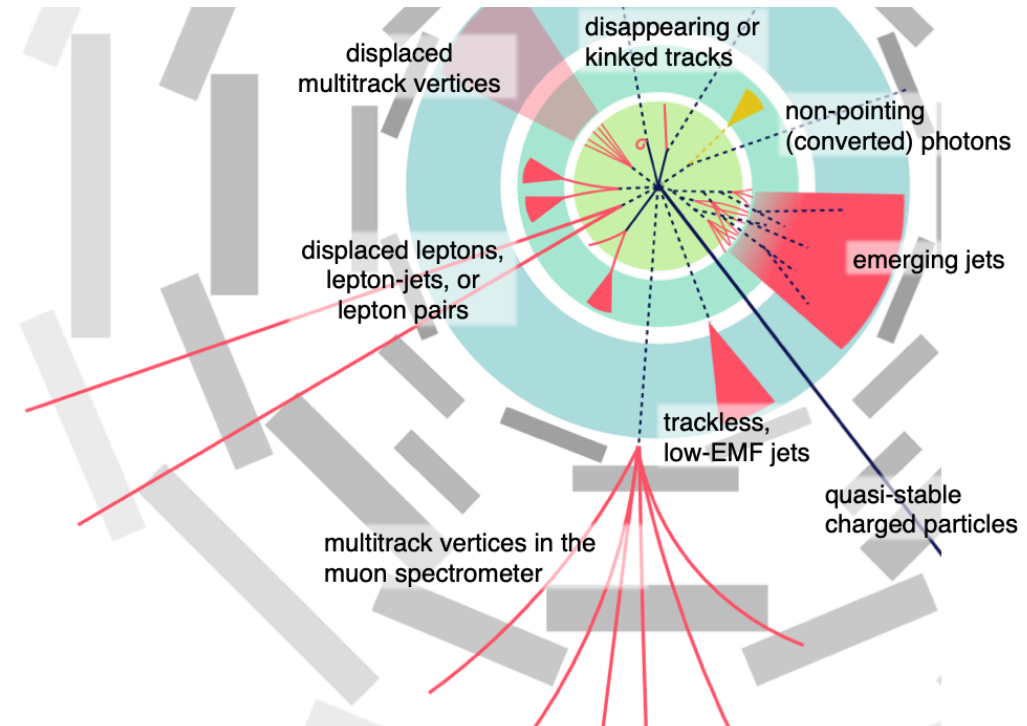 disappearing or
kinked tracks
displaced
multitrack vertices
non-pointing
(converted) photons
displaced leptons,
lepton-jets, or
lepton pairs
emerging jets
trackless,
low-EMF jets
quasi-stable
charged particles
multitrack vertices in the
muon spectrometer